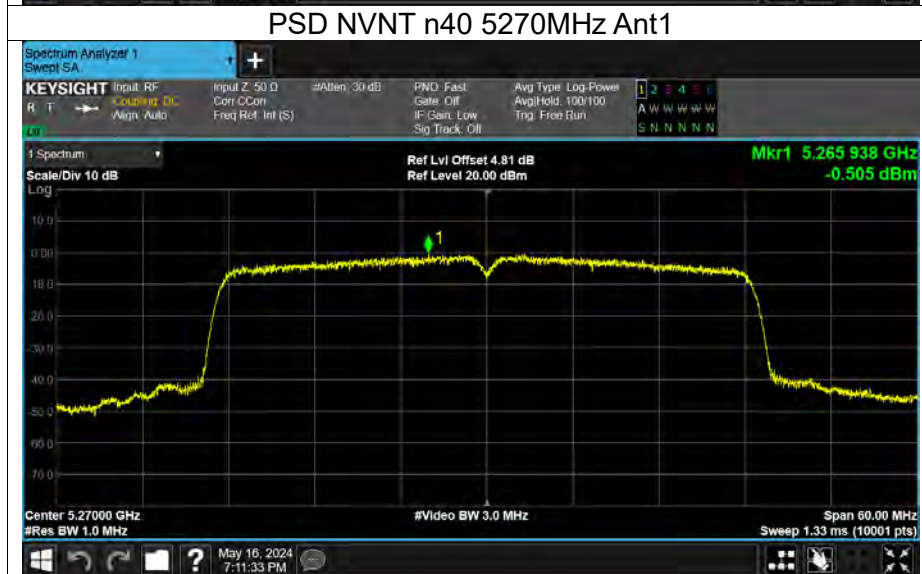 PSD NVNT n40 5270MHz Ant1
Spectrum Analyzer 1
Swept SA
+
KEYSIGHT Input: RF Input Z: 50 Ω #Atten: 30 dB PNO: Fast Avg Type: Log-Power 1 2 3 4 5 6
R T Coupling: DC Corr CCorr Gate: Off Avg|Hold: 100/100 A W W W W W
Align: Auto Freq Ref: Int (S) IF Gain: Low Trig: Free Run
Sig Track: Off S N N N N N
1 Spectrum Ref Lvl Offset 4.81 dB Mkr1 5.265 938 GHz
Scale/Div 10 dB Ref Level 20.00 dBm -0.505 dBm
Log
10.0
1
0.00
-10.0
-20.0
-30.0
-40.0
-50.0
-60.0
-70.0
Center 5.27000 GHz #Video BW 3.0 MHz Span 60.00 MHz
#Res BW 1.0 MHz Sweep 1.33 ms (10001 pts)
? May 16, 2024
7:11:33 PM